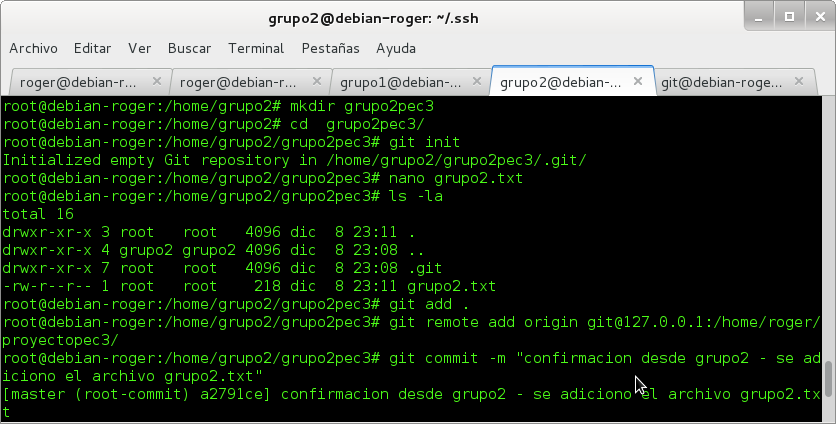 grupo2@debian-roger: ~/.ssh
Archivo Editar Ver Buscar Terminal Pestañas Ayuda
roger@debian-r... roger@debian-r... grupo1@debian-... grupo2@debian-... git@debian-roge...
root@debian-roger:/home/grupo2# mkdir grupo2pec3
root@debian-roger:/home/grupo2# cd  grupo2pec3/
root@debian-roger:/home/grupo2/grupo2pec3# git init
Initialized empty Git repository in /home/grupo2/grupo2pec3/.git/
root@debian-roger:/home/grupo2/grupo2pec3# nano grupo2.txt
root@debian-roger:/home/grupo2/grupo2pec3# ls -la
total 16
drwxr-xr-x 3 root   root   4096 dic  8 23:11 .
drwxr-xr-x 4 grupo2 grupo2 4096 dic  8 23:08 ..
drwxr-xr-x 7 root   root   4096 dic  8 23:08 .git
-rw-r--r-- 1 root   root    218 dic  8 23:11 grupo2.txt
root@debian-roger:/home/grupo2/grupo2pec3# git add .
root@debian-roger:/home/grupo2/grupo2pec3# git remote add origin git@127.0.0.1:/home/roger/
proyectopec3/
root@debian-roger:/home/grupo2/grupo2pec3# git commit -m "confirmacion desde grupo2 - se ad
iciono el archivo grupo2.txt"
[master (root-commit) a2791ce] confirmacion desde grupo2 - se adiciono el archivo grupo2.tx
t